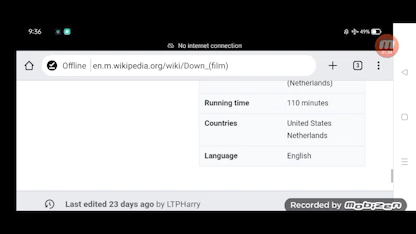 9:36
49%
No internet connection
Offline en.m.wikipedia.org/wiki/Down_(film)
3
(Netherlands)
Running time 110 minutes
Countries United States
Netherlands
Language English
Last edited 23 days ago by LTPHarry
Recorded by MOBIZEN